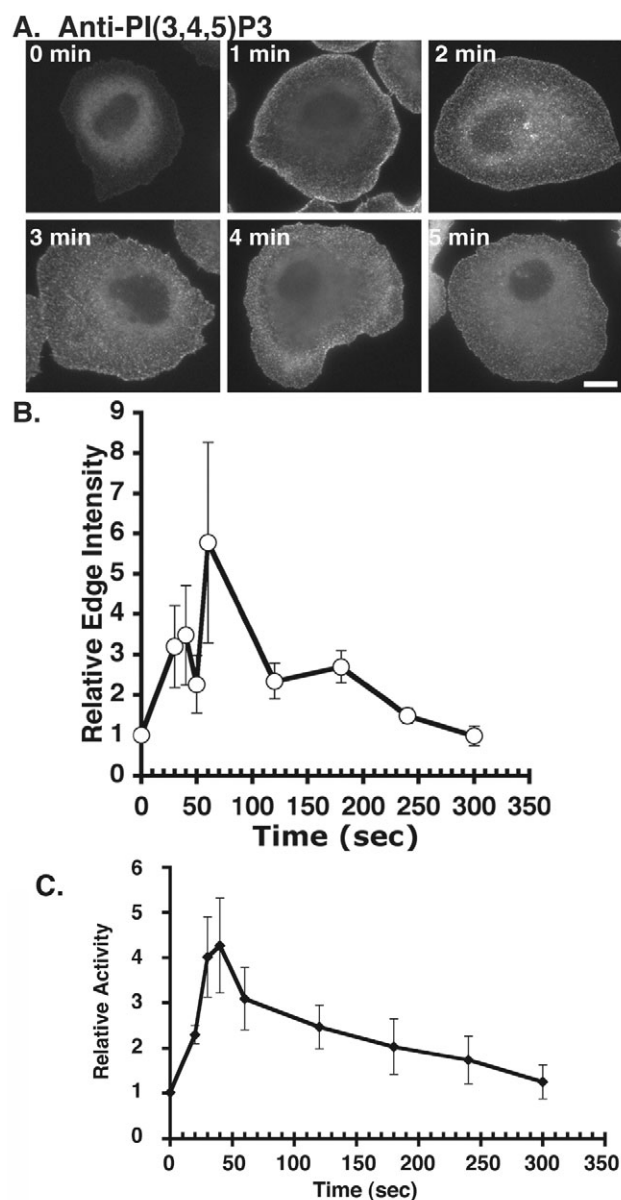 A. Anti-PI(3,4,5)P3
0 min 1 min 2 min
3 min 4 min 5 min
B.
Relative Edge Intensity
9
8
7
6
5
4
3
2
1
0
0 50 100 150 200 250 300 350
Time (sec)
C.
Relative Activity
6
5
4
3
2
1
0
0 50 100 150 200 250 300 350
Time (sec)